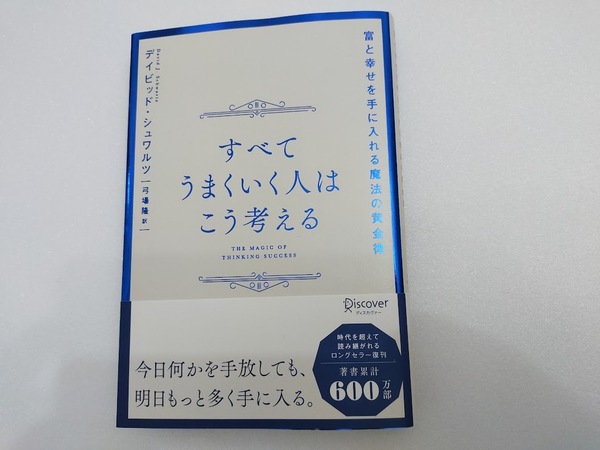 富と幸せを手に入れる魔法の黄金律
David J. Schwartz
デイビッド・シュワルツ
弓場隆 訳
すべて
うまくいく人は
こう考える
THE MAGIC OF
THINKING SUCCESS
Discover
ディスカヴァー
時代を超えて
読み継がれる
ロングセラー復刊
著書累計
600万部
今日何かを手放しても、
明日もっと多く手に入る。